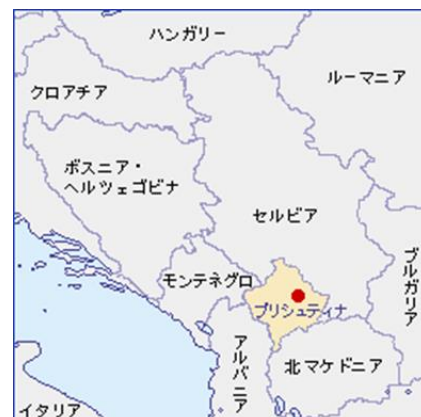 ハンガリー
ルーマニア
クロアチア
ボスニア・
ヘルツェゴビナ
セルビア
ブルガリア
モンテネグロ
プリシュティナ
アルバニア
北マケドニア
イタリア